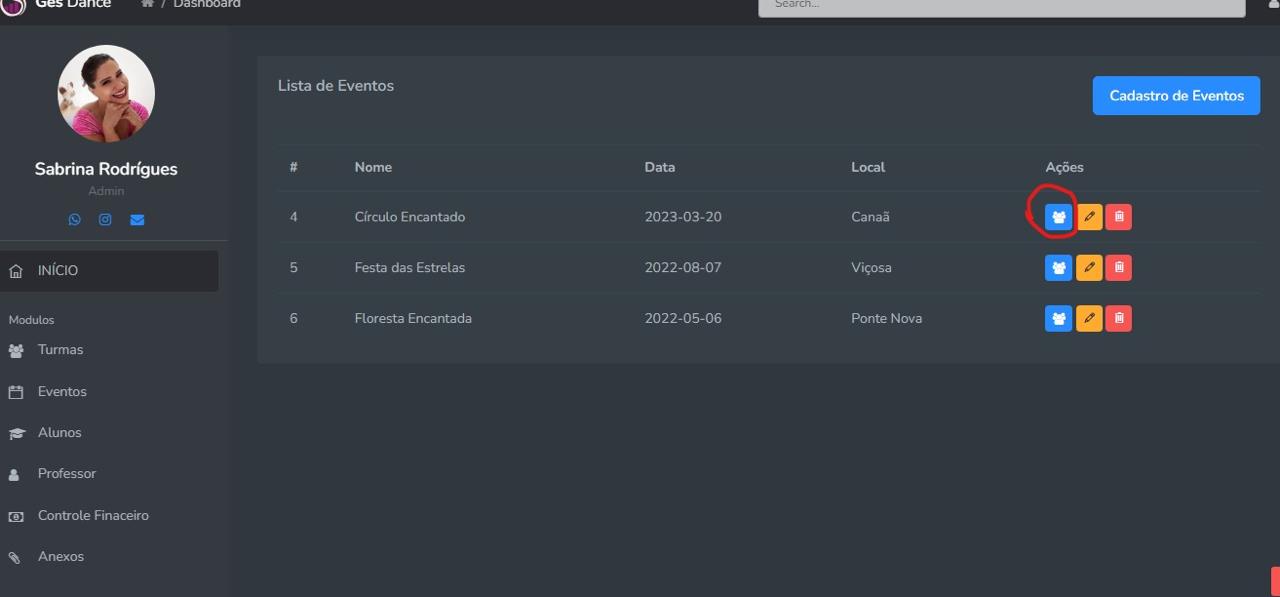 Ges Dance
/ Dashboard
Search...
Sabrina Rodrígues
Admin
INÍCIO
Modulos
Turmas
Eventos
Alunos
Professor
Controle Finaceiro
Anexos
Lista de Eventos
Cadastro de Eventos
# Nome Data Local Ações
4 Círculo Encantado 2023-03-20 Canaã
5 Festa das Estrelas 2022-08-07 Viçosa
6 Floresta Encantada 2022-05-06 Ponte Nova